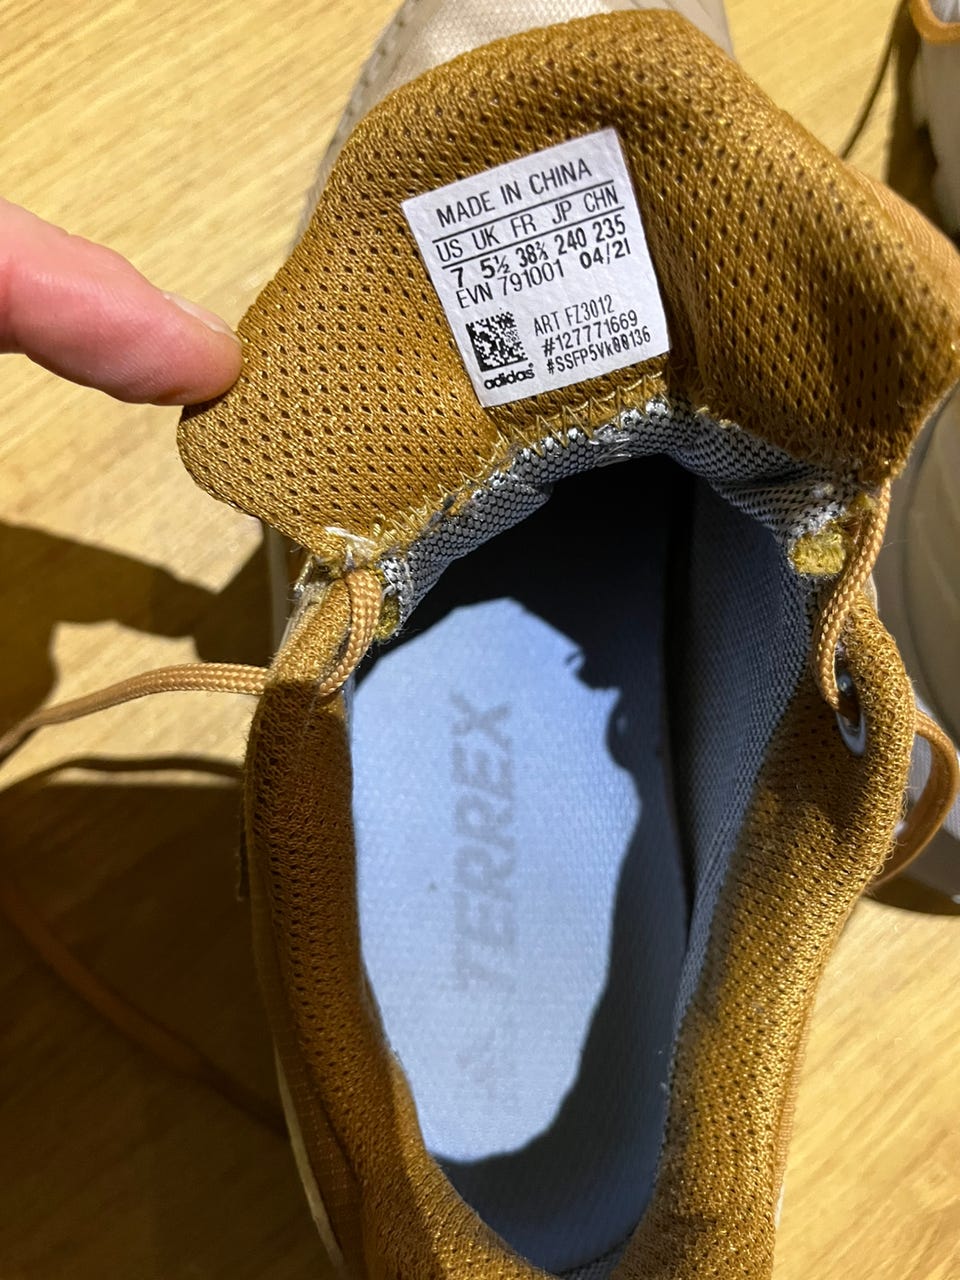 MADE IN CHINA
US UK FR JP CHN
7 5½ 38⅔ 240 235
EVN 791001 04/21
ART FZ3012
#127771669
#SSFP5Vk00136
adidas
TERREX